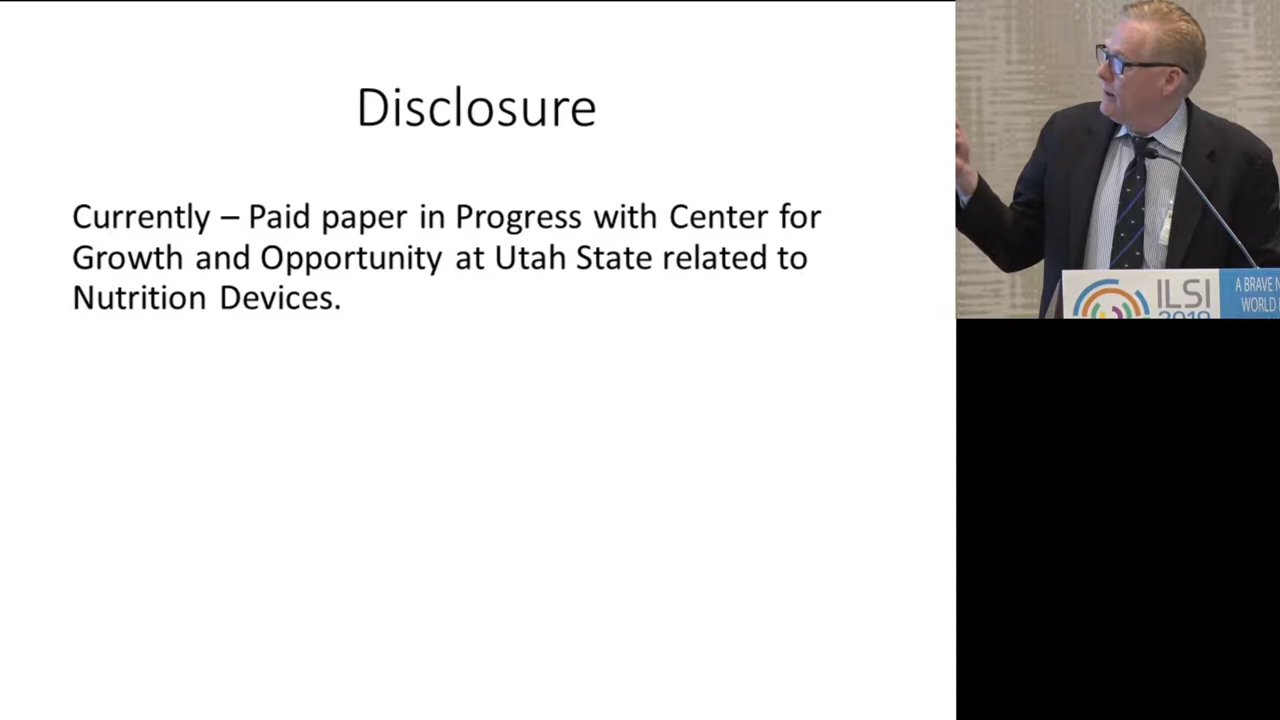 Disclosure
Currently – Paid paper in Progress with Center for
Growth and Opportunity at Utah State related to
Nutrition Devices.
ILSI
2019
A BRAVE
WORLD